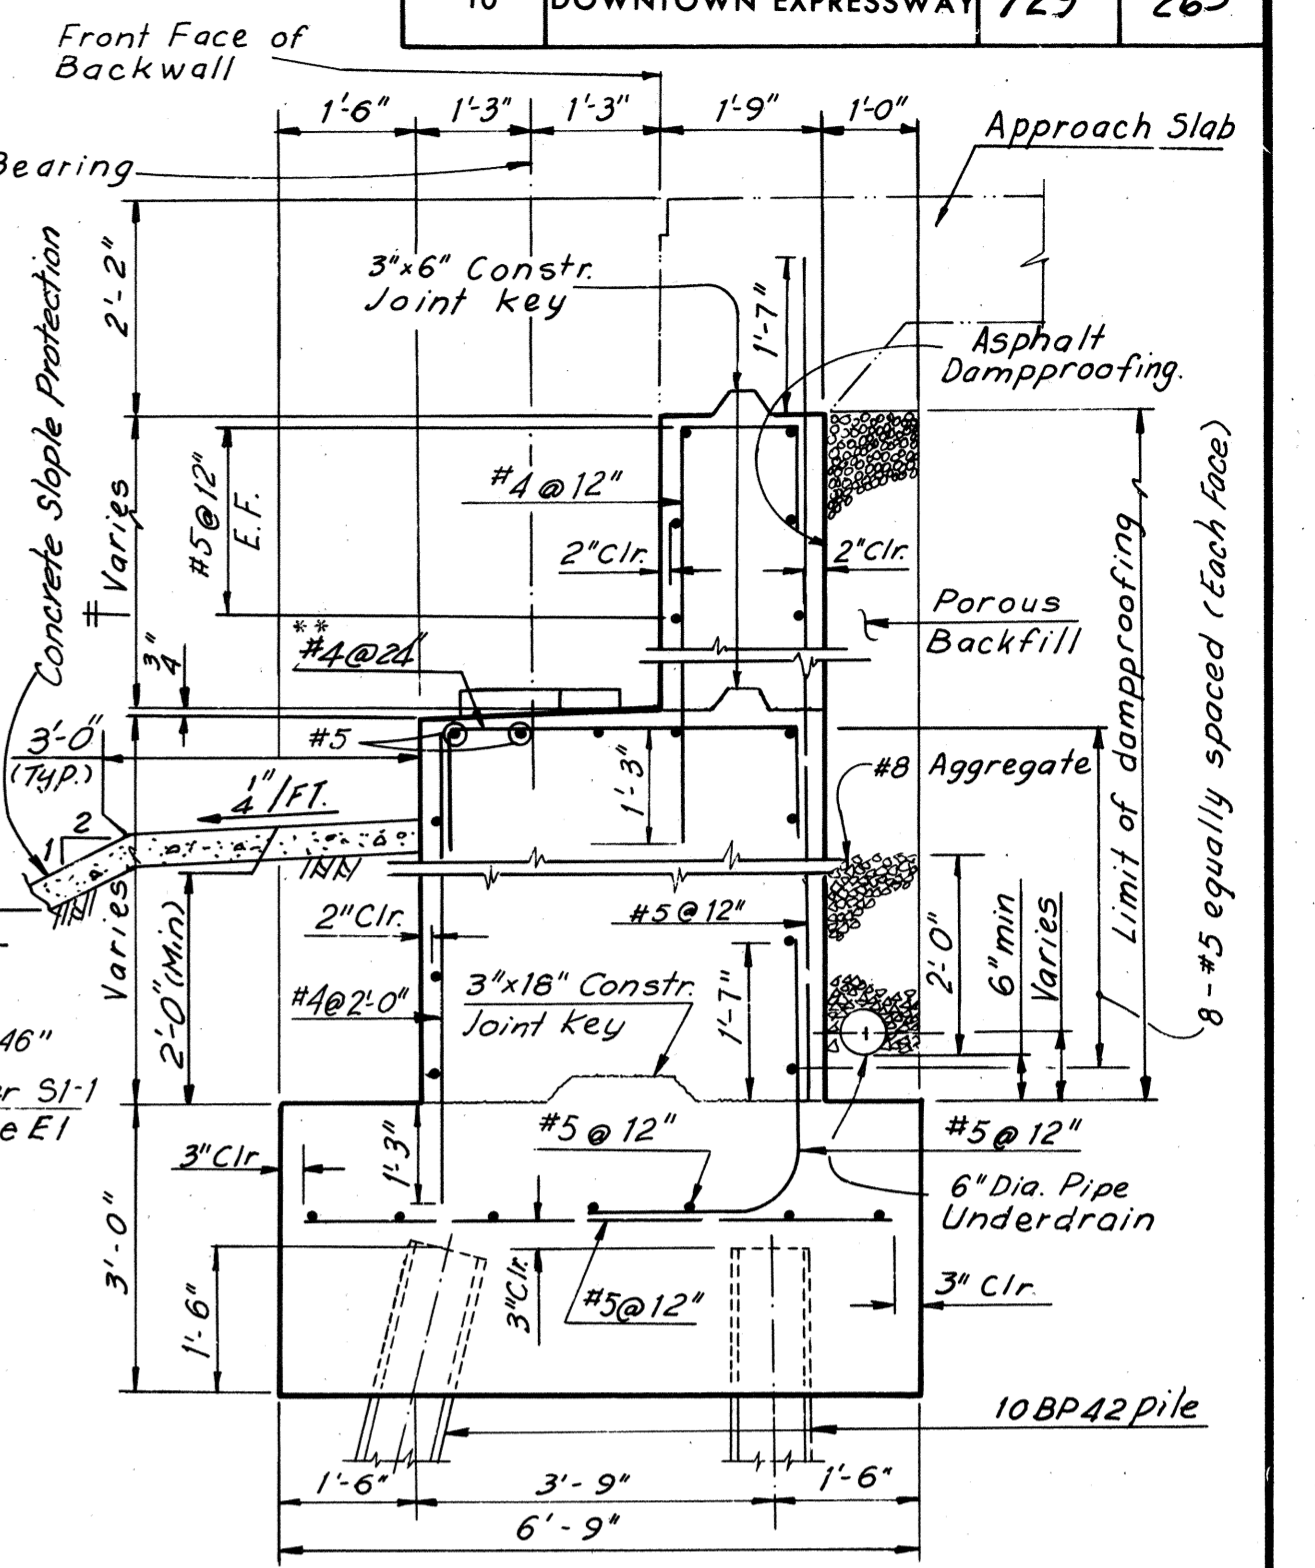 10 DOWNTOWN EXPRESSWAY 729 265
Front Face of
Backwall
1'-6" 1'-3" 1'-3" 1'-9" 1'-0"
Approach Slab
Bearing
Concrete Slople Protection
2'-2"
3"x6" Constr.
Joint key
1'-7"
Asphalt
Dampproofing.
Varies
#5@12"
E.F.
#4@12"
2"Clr.
2"Clr.
Porous
Backfill
Limit of dampproofing
8-#5 equally spaced (Each Face)
3"
4
**
#4@24"
3'-0"
(TYP.)
#5
1'-3"
#8 Aggregate
1"/FT.
4
2
1
Varies
2'-0"(Min)
2"Clr.
#5@12"
2'-0"
6"min
Varies
#4@2'-0"
3"x18" Constr.
Joint Key
1'-7"
46"
er S1-1
e E1
3"Clr
1'-3"
#5@12"
#5@12"
6"Dia. Pipe
Underdrain
3'-0"
1'-6"
3"Clr.
#5@12"
3" Clr.
10BP42 pile
1'-6" 3'-9" 1'-6"
6'-9"